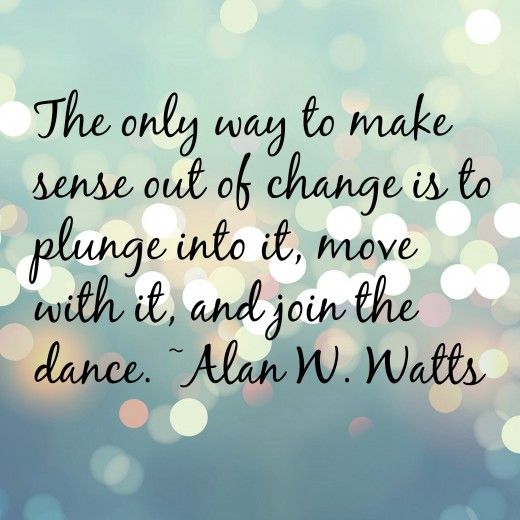 The only way to make
sense out of change is to
plunge into it, move
with it, and join the
dance. ~Alan W. Watts